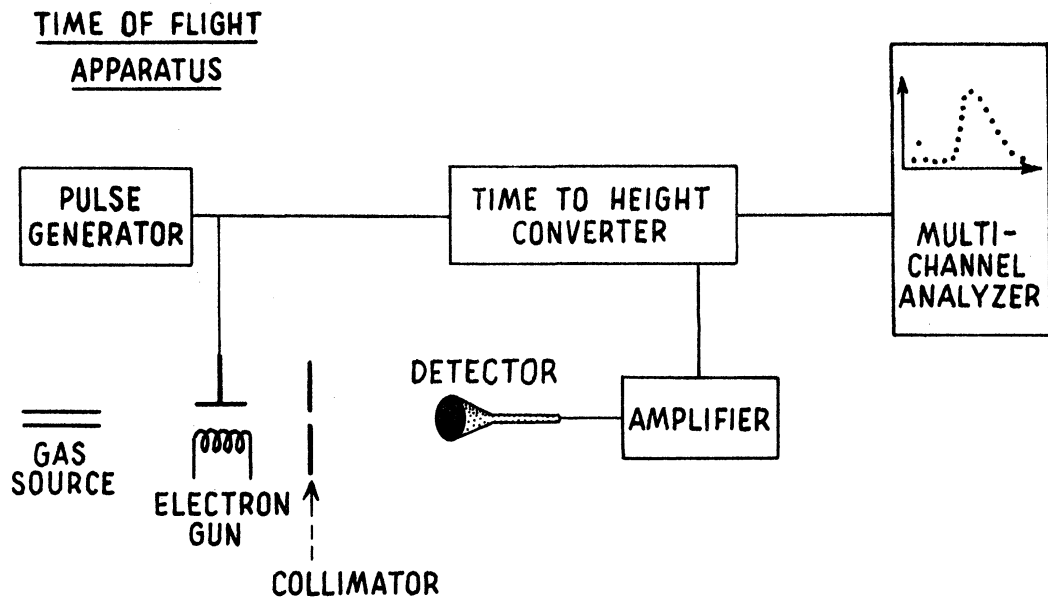 TIME OF FLIGHT
APPARATUS
PULSE
GENERATOR
TIME TO HEIGHT
CONVERTER
MULTI-
CHANNEL
ANALYZER
DETECTOR
AMPLIFIER
GAS
SOURCE
ELECTRON
GUN
COLLIMATOR